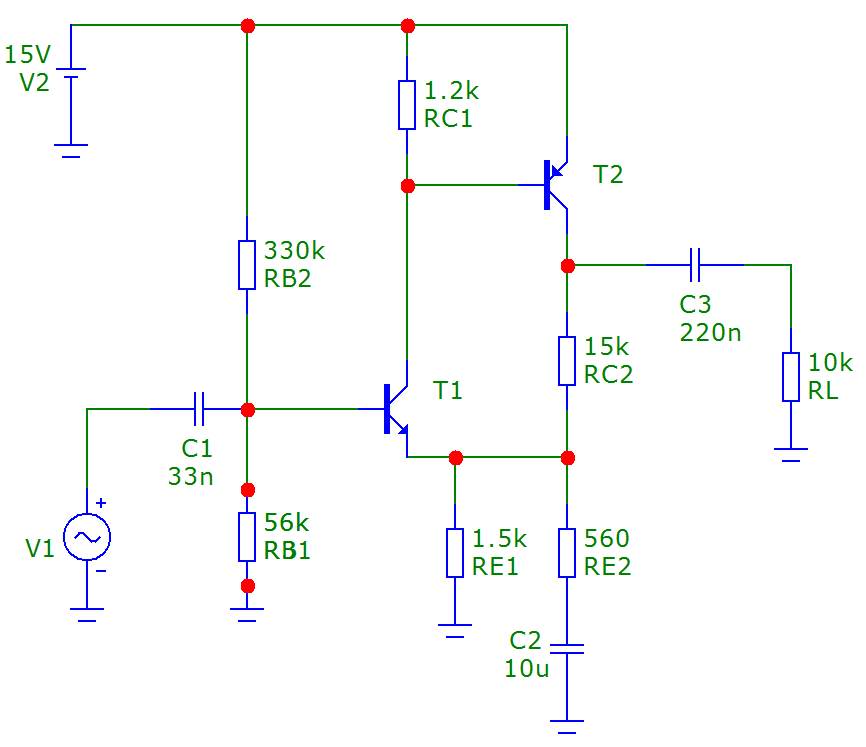 15V
V2
1.2k
RC1
T2
330k
RB2
C3
220n
15k
RC2
10k
RL
T1
C1
33n
+
V1
−
56k
RB1
1.5k
RE1
560
RE2
C2
10u